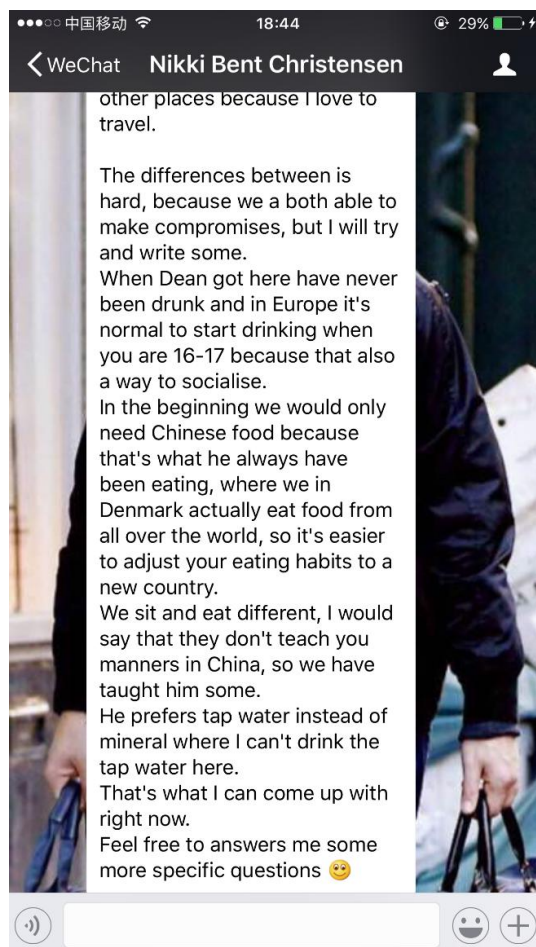 中国移动 18:44 29%
WeChat Nikki Bent Christensen
other places because I love to
travel.
The differences between is
hard, because we a both able to
make compromises, but I will try
and write some.
When Dean got here have never
been drunk and in Europe it's
normal to start drinking when
you are 16-17 because that also
a way to socialise.
In the beginning we would only
need Chinese food because
that's what he always have
been eating, where we in
Denmark actually eat food from
all over the world, so it's easier
to adjust your eating habits to a
new country.
We sit and eat different, I would
say that they don't teach you
manners in China, so we have
taught him some.
He prefers tap water instead of
mineral where I can't drink the
tap water here.
That's what I can come up with
right now.
Feel free to answers me some
more specific questions 🙂